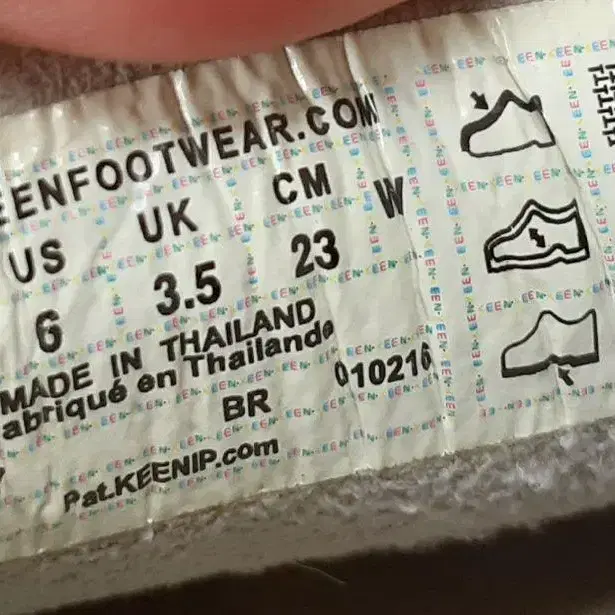 EENFOOTWEAR.COM
US UK CM W
6 3.5 23
MADE IN THAILAND
abriqué en Thailande
BR 010216
Pat.KEENIP.com